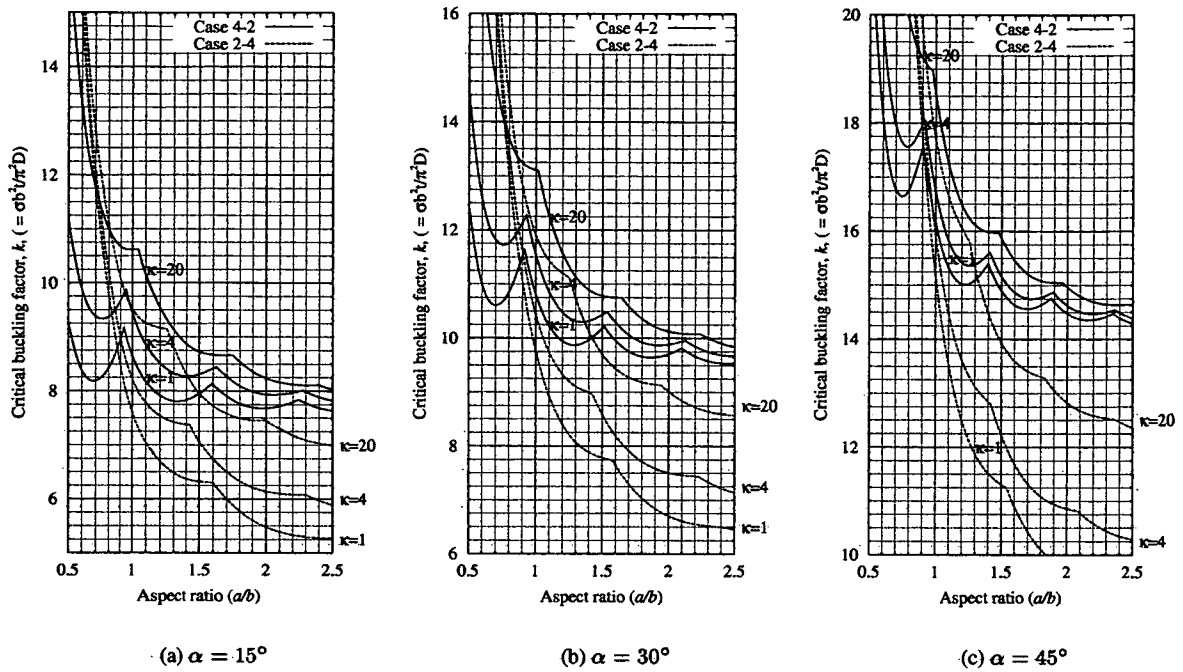 Critical buckling factor, k, ( = σb²t/π²D)
14
12
10
8
6
Case 4-2
Case 2-4
κ=20
κ=4
κ=1
κ=20
κ=4
κ=1
0.5 1 1.5 2 2.5
Aspect ratio (a/b)
(a) α = 15°
Critical buckling factor, k, ( = σb²t/π²D)
16
14
12
10
8
6
Case 4-2
Case 2-4
κ=20
κ=4
κ=1
κ=20
κ=4
κ=1
0.5 1 1.5 2 2.5
Aspect ratio (a/b)
(b) α = 30°
Critical buckling factor, k, ( = σb²t/π²D)
20
18
16
14
12
10
Case 4-2
Case 2-4
κ=20
κ=4
κ=1
κ=1
κ=20
κ=4
0.5 1 1.5 2 2.5
Aspect ratio (a/b)
(c) α = 45°